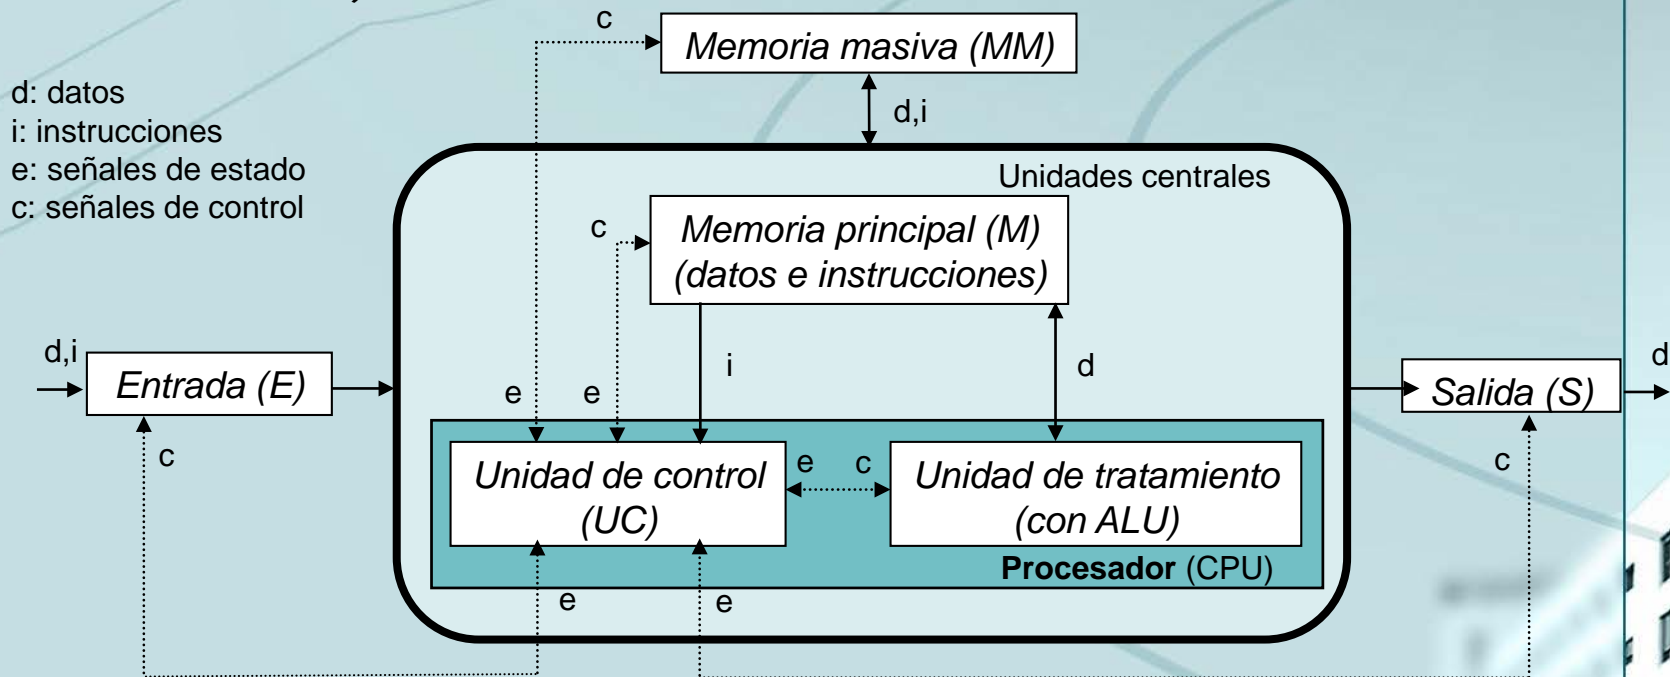 c
Memoria masiva (MM)
d: datos
i: instrucciones
e: señales de estado
c: señales de control
d,i
Unidades centrales
c
Memoria principal (M)
(datos e instrucciones)
d,i
Entrada (E)
i
d
Salida (S)
d
e
e
c
c
Unidad de control
(UC)
e
c
Unidad de tratamiento
(con ALU)
Procesador (CPU)
e
e